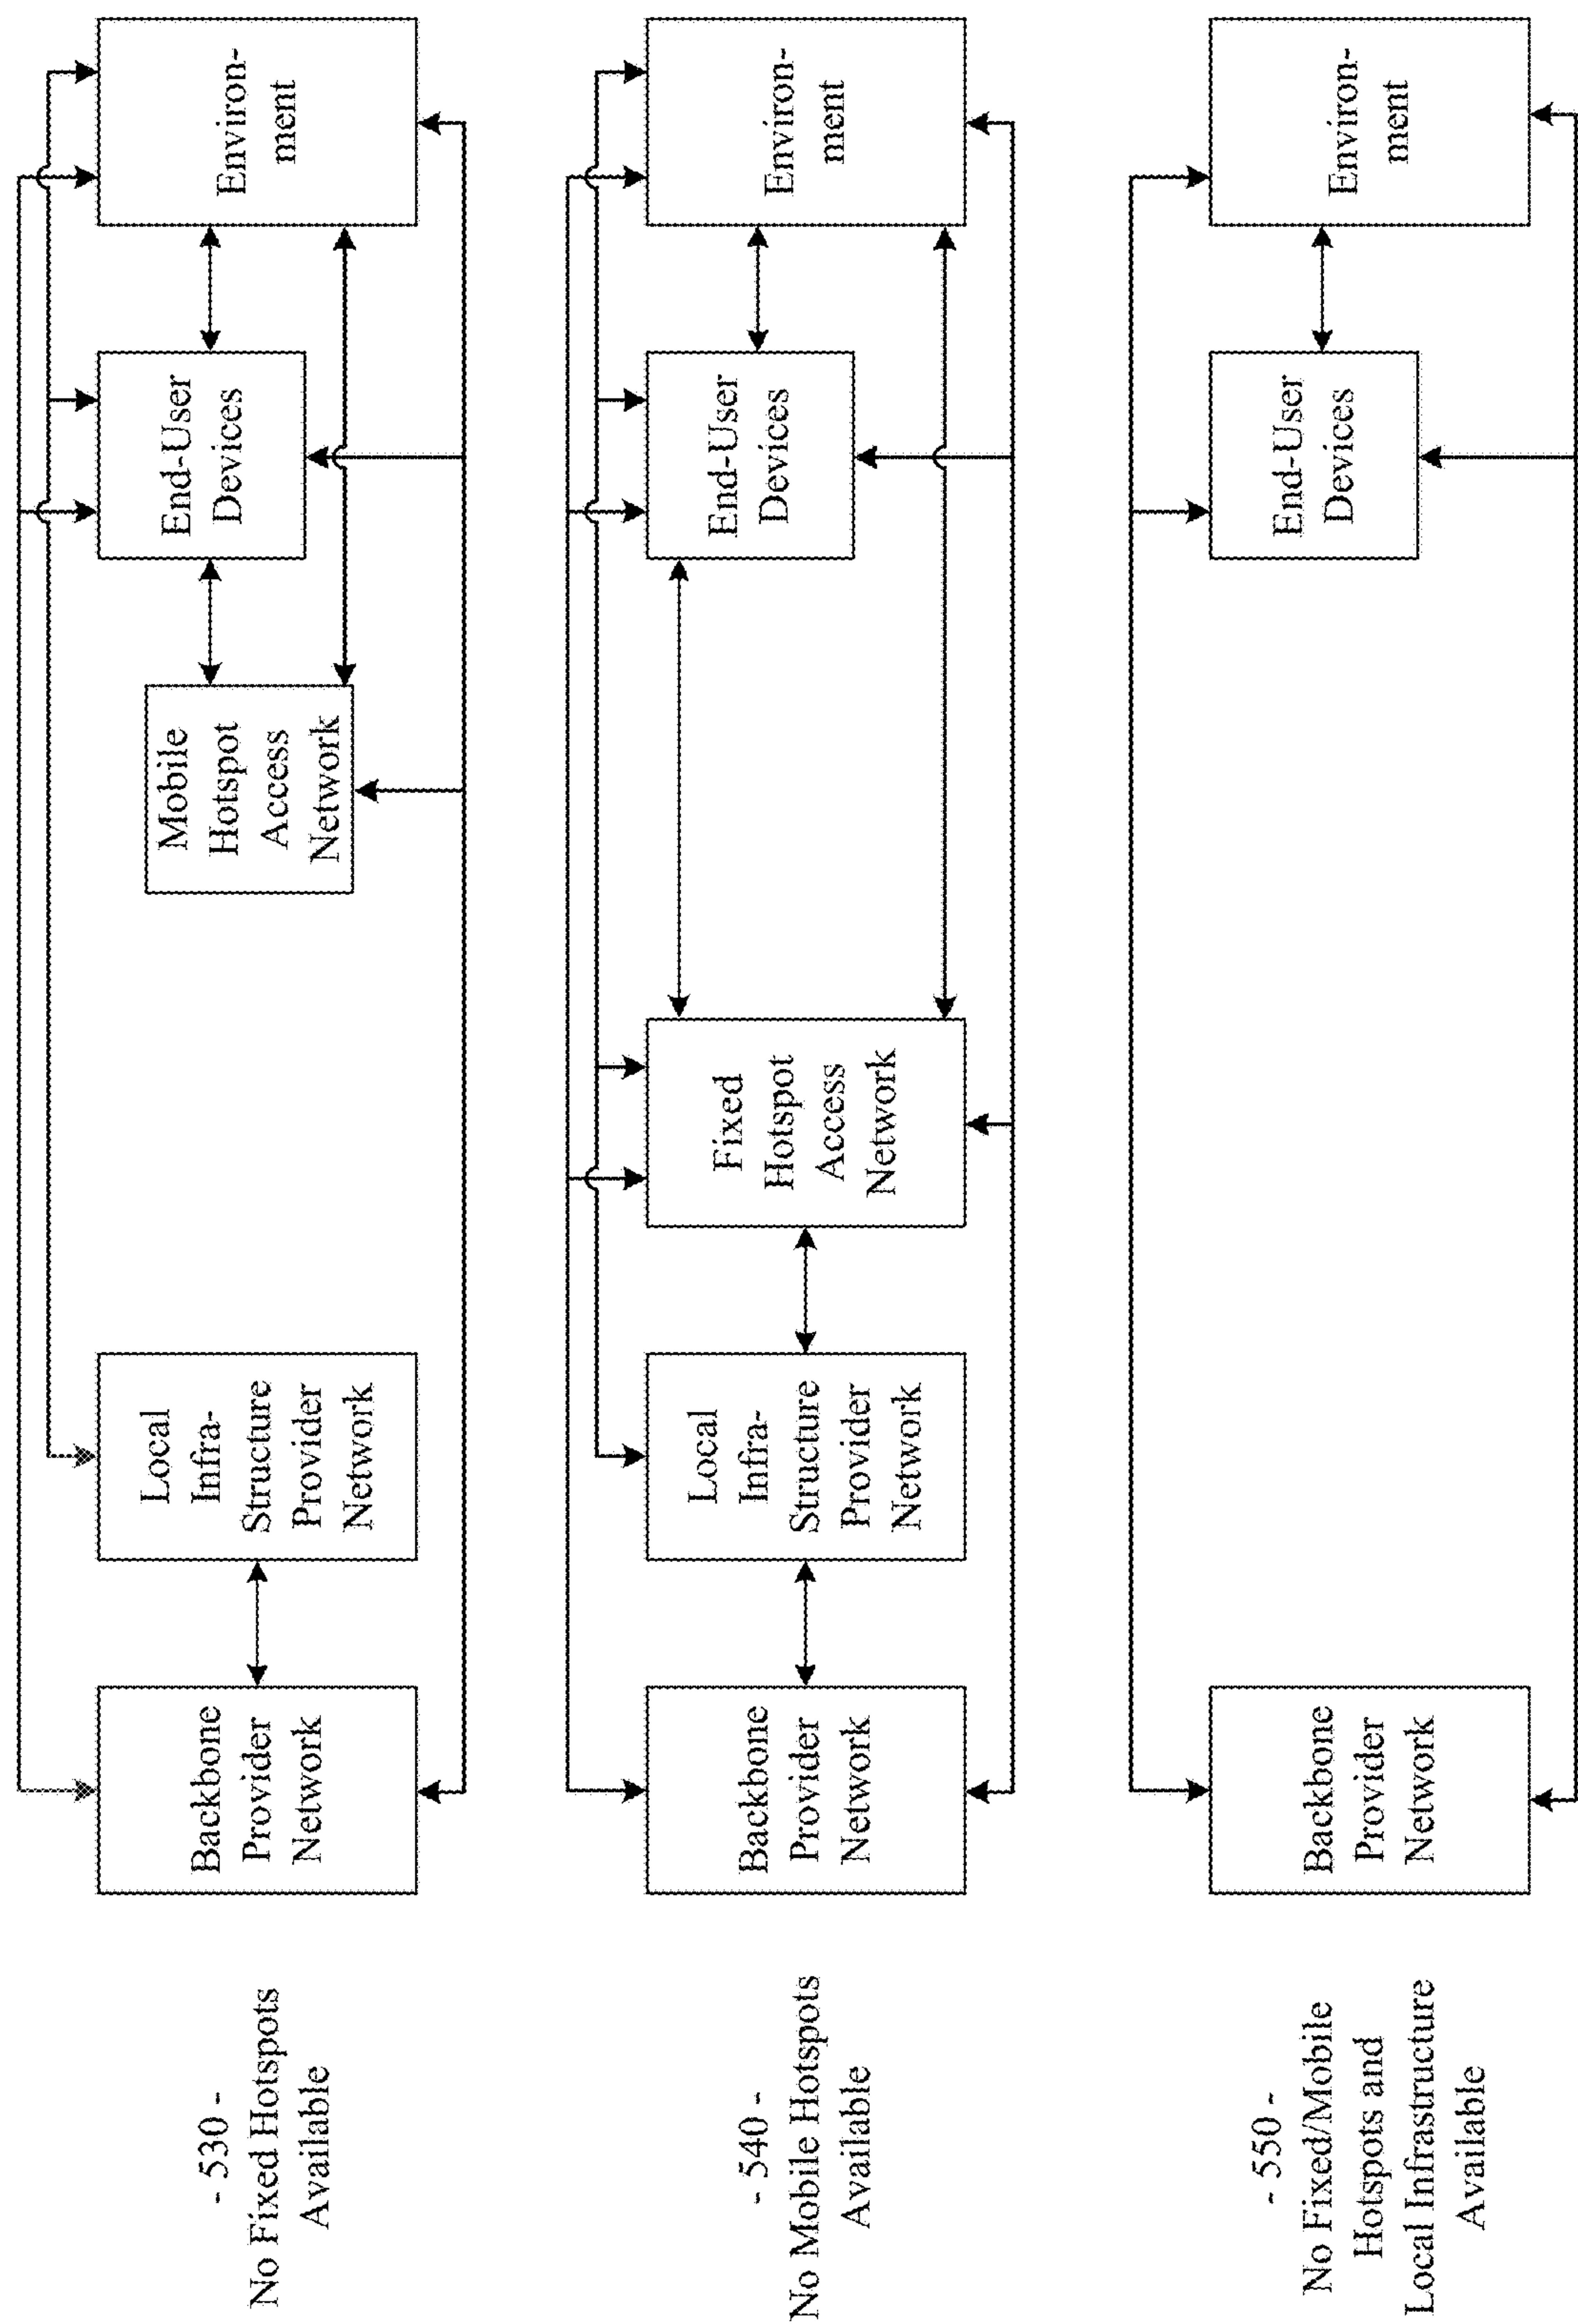 - 530 -
No Fixed Hotspots
Available
Backbone
Provider
Network
Local
Infra-
Structure
Provider
Network
Mobile
Hotspot
Access
Network
End-User
Devices
Environ-
ment
- 540 -
No Mobile Hotspots
Available
Backbone
Provider
Network
Local
Infra-
Structure
Provider
Network
Fixed
Hotspot
Access
Network
End-User
Devices
Environ-
ment
- 550 -
No Fixed/Mobile
Hotspots and
Local Infrastructure
Available
Backbone
Provider
Network
End-User
Devices
Environ-
ment